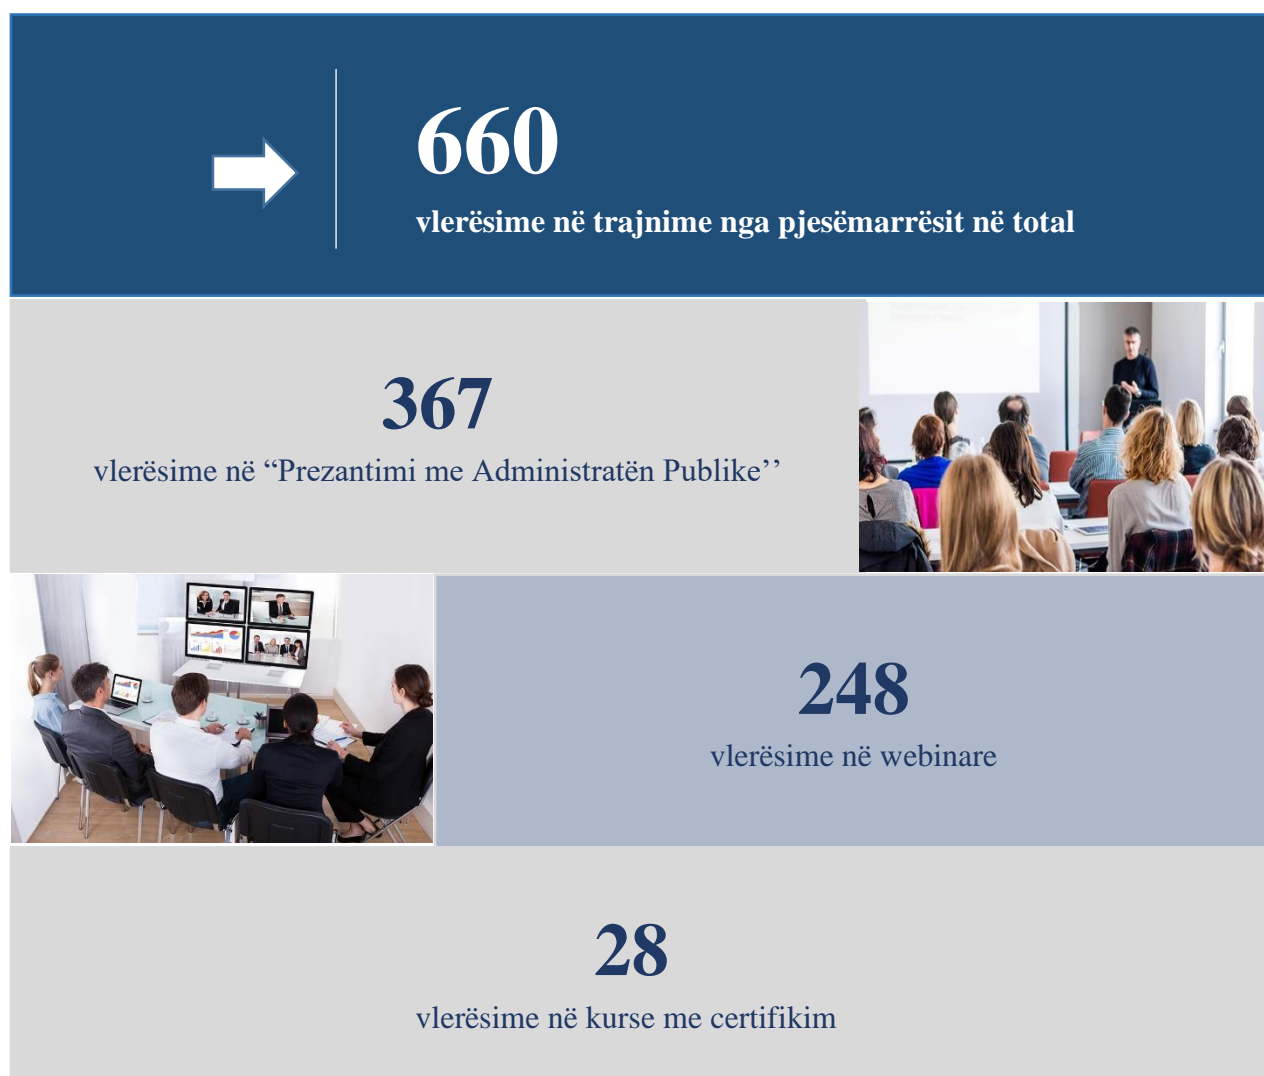 660
vlerësime në trajnime nga pjesëmarrësit në total
367
vlerësime në “Prezantimi me Administratën Publike’’
248
vlerësime në webinare
28
vlerësime në kurse me certifikim